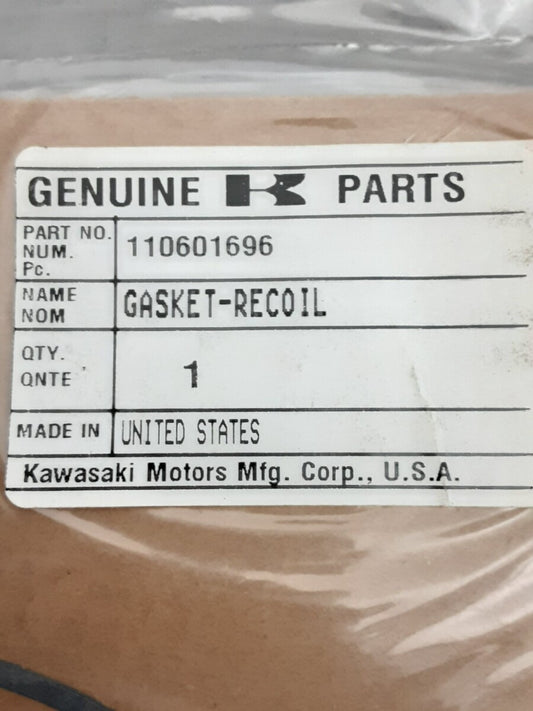 GENUINE K PARTS
PART NO.
NUM.
Pc.
110601696
NAME
NOM
GASKET-RECOIL
QTY.
QNTE
1
MADE IN
UNITED STATES
Kawasaki Motors Mfg. Corp., U.S.A.